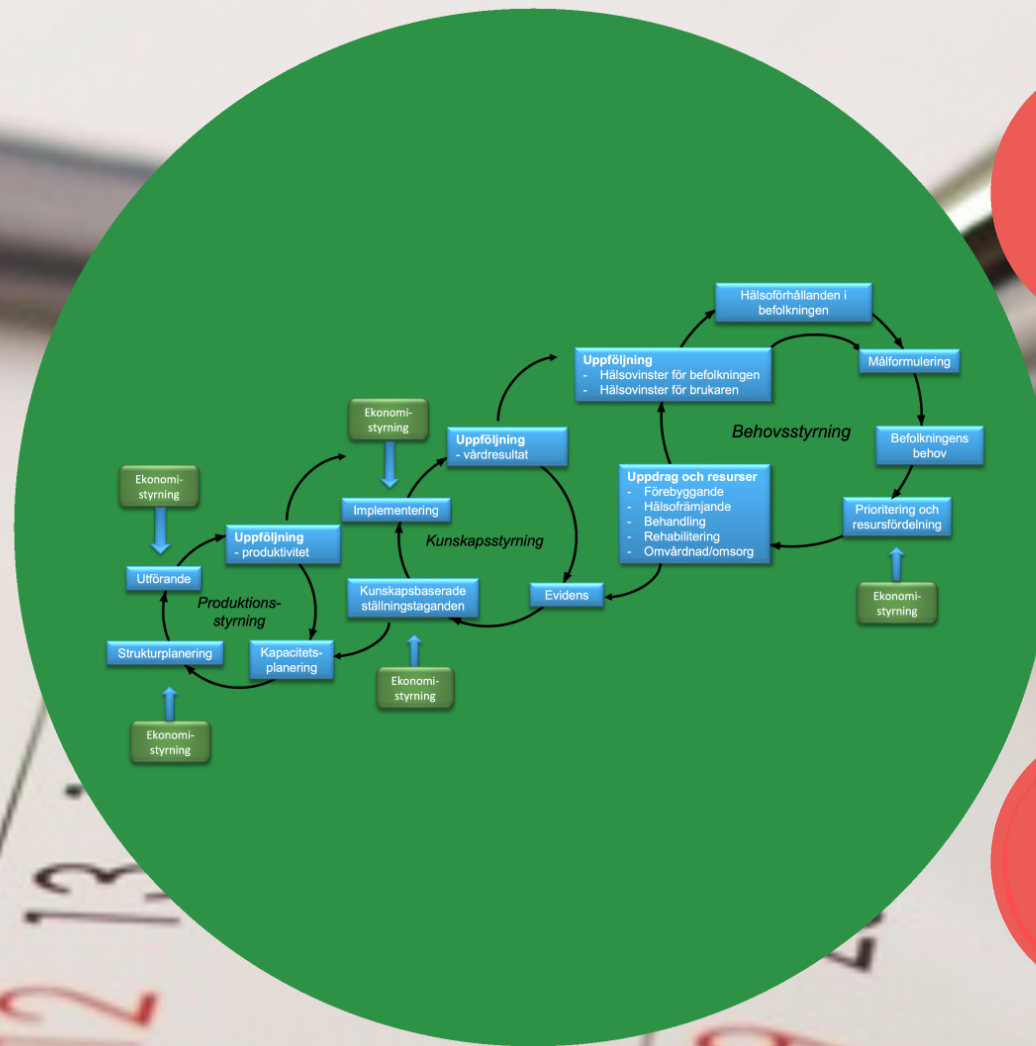 Hälsoförhållanden i
befolkningen
Målformulering
Uppföljning
- Hälsovinster för befolkningen
- Hälsovinster för brukaren
Behovsstyrning
Befolkningens
behov
Ekonomi-
styrning
Uppföljning
- vårdresultat
Uppdrag och resurser
- Förebyggande
- Hälsofrämjande
- Behandling
- Rehabilitering
- Omvårdnad/omsorg
Prioritering och
resursfördelning
Ekonomi-
styrning
Implementering
Kunskapsstyrning
Ekonomi-
styrning
Uppföljning
- produktivitet
Utförande
Kunskapsbaserade
ställningstaganden
Evidens
Ekonomi-
styrning
Produktions-
styrning
Strukturplanering
Kapacitets-
planering
Ekonomi-
styrning
13
12